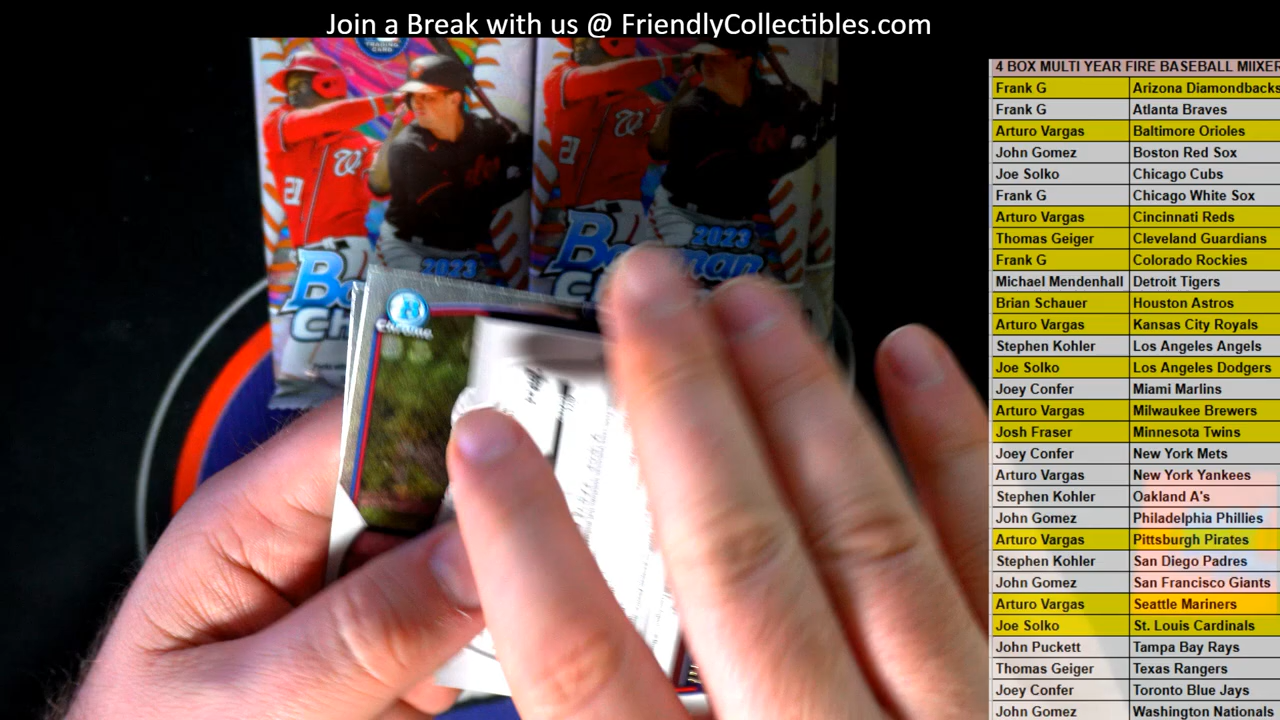 Join a Break with us @ FriendlyCollectibles.com
4 BOX MULTI YEAR FIRE BASEBALL MIIXER
Frank G Arizona Diamondbacks
Frank G Atlanta Braves
Arturo Vargas Baltimore Orioles
John Gomez Boston Red Sox
Joe Solko Chicago Cubs
Frank G Chicago White Sox
Arturo Vargas Cincinnati Reds
Thomas Geiger Cleveland Guardians
Frank G Colorado Rockies
Michael Mendenhall Detroit Tigers
Brian Schauer Houston Astros
Arturo Vargas Kansas City Royals
Stephen Kohler Los Angeles Angels
Joe Solko Los Angeles Dodgers
Joey Confer Miami Marlins
Arturo Vargas Milwaukee Brewers
Josh Fraser Minnesota Twins
Joey Confer New York Mets
Arturo Vargas New York Yankees
Stephen Kohler Oakland A's
John Gomez Philadelphia Phillies
Arturo Vargas Pittsburgh Pirates
Stephen Kohler San Diego Padres
John Gomez San Francisco Giants
Arturo Vargas Seattle Mariners
Joe Solko St. Louis Cardinals
John Puckett Tampa Bay Rays
Thomas Geiger Texas Rangers
Joey Confer Toronto Blue Jays
John Gomez Washington Nationals
TRADING CARD
W
21
2023
W
21
2023
Chrome